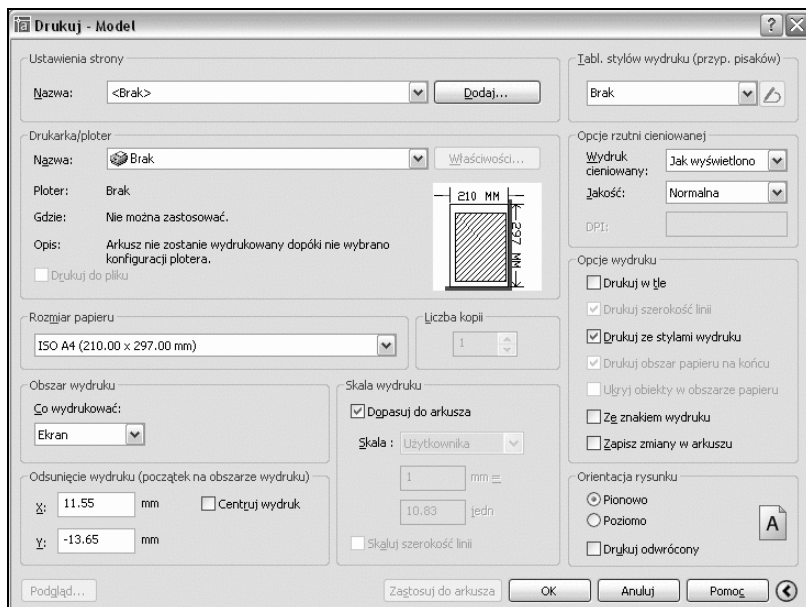 Drukuj - Model
Ustawienia strony
Nazwa:
<Brak>
Dodaj...
Tabl. stylów wydruku (przyp. pisaków)
Brak
Drukarka/ploter
Nazwa:
Brak
Właściwości...
Ploter:
Brak
Gdzie:
Nie można zastosować.
Opis:
Arkusz nie zostanie wydrukowany dopóki nie wybrano
konfiguracji plotera.
Drukuj do pliku
210 MM
297 MM
Opcje rzutni cieniowanej
Wydruk
cieniowany:
Jak wyświetlono
Jakość:
Normalna
DPI:
Rozmiar papieru
ISO A4 (210.00 x 297.00 mm)
Liczba kopii
1
Opcje wydruku
Drukuj w tle
Drukuj szerokość linii
Drukuj ze stylami wydruku
Drukuj obszar papieru na końcu
Ukryj obiekty w obszarze papieru
Ze znakiem wydruku
Zapisz zmiany w arkuszu
Obszar wydruku
Co wydrukować:
Ekran
Skala wydruku
Dopasuj do arkusza
Skala :
Użytkownika
1
mm =
10.83
jedn
Skaluj szerokość linii
Odsunięcie wydruku (początek na obszarze wydruku)
X:
11.55
mm
Centruj wydruk
Y:
-13.65
mm
Orientacja rysunku
Pionowo
Poziomo
Drukuj odwrócony
A
Podgląd...
Zastosuj do arkusza
OK
Anuluj
Pomoc